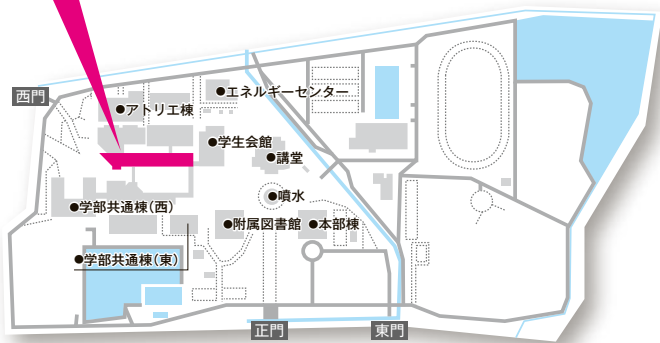 西門
●エネルギーセンター
●アトリエ棟
●学生会館
●講堂
●噴水
●学部共通棟(西)
●附属図書館
●本部棟
●学部共通棟(東)
正門
東門